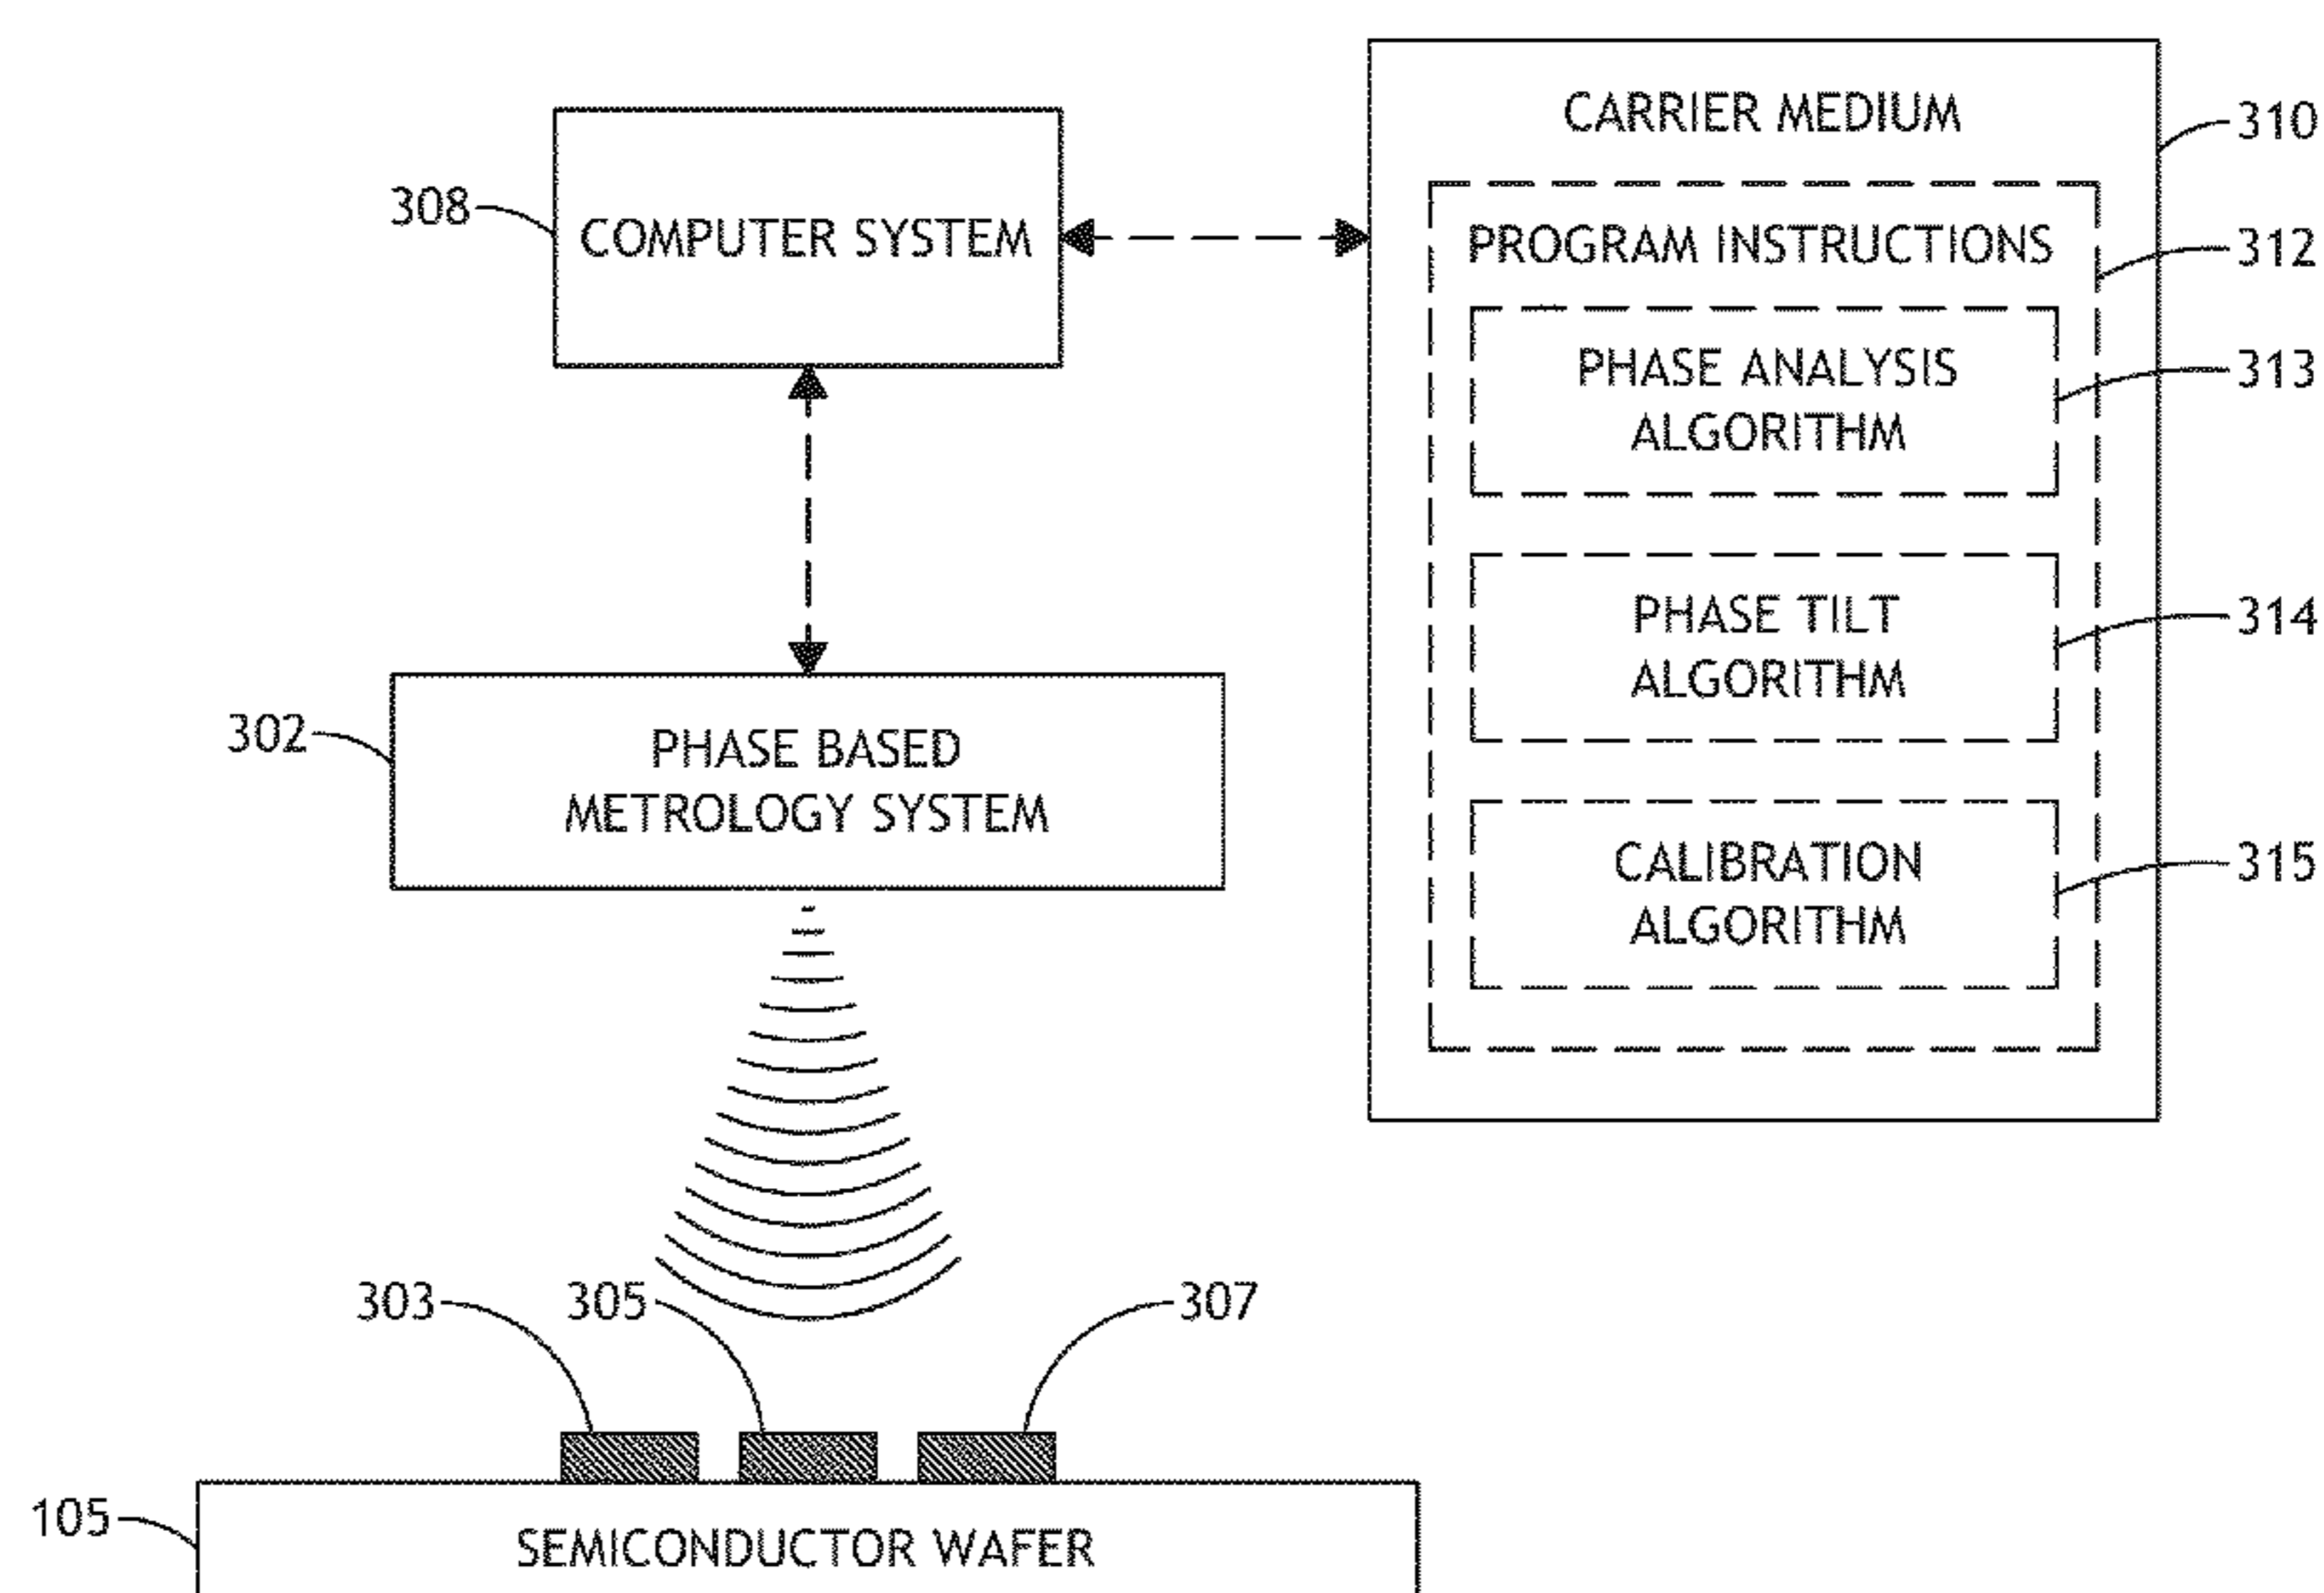 CARRIER MEDIUM
310
308
COMPUTER SYSTEM
PROGRAM INSTRUCTIONS
312
PHASE ANALYSIS
ALGORITHM
313
PHASE TILT
ALGORITHM
314
302
PHASE BASED
METROLOGY SYSTEM
CALIBRATION
ALGORITHM
315
303
305
307
105
SEMICONDUCTOR WAFER